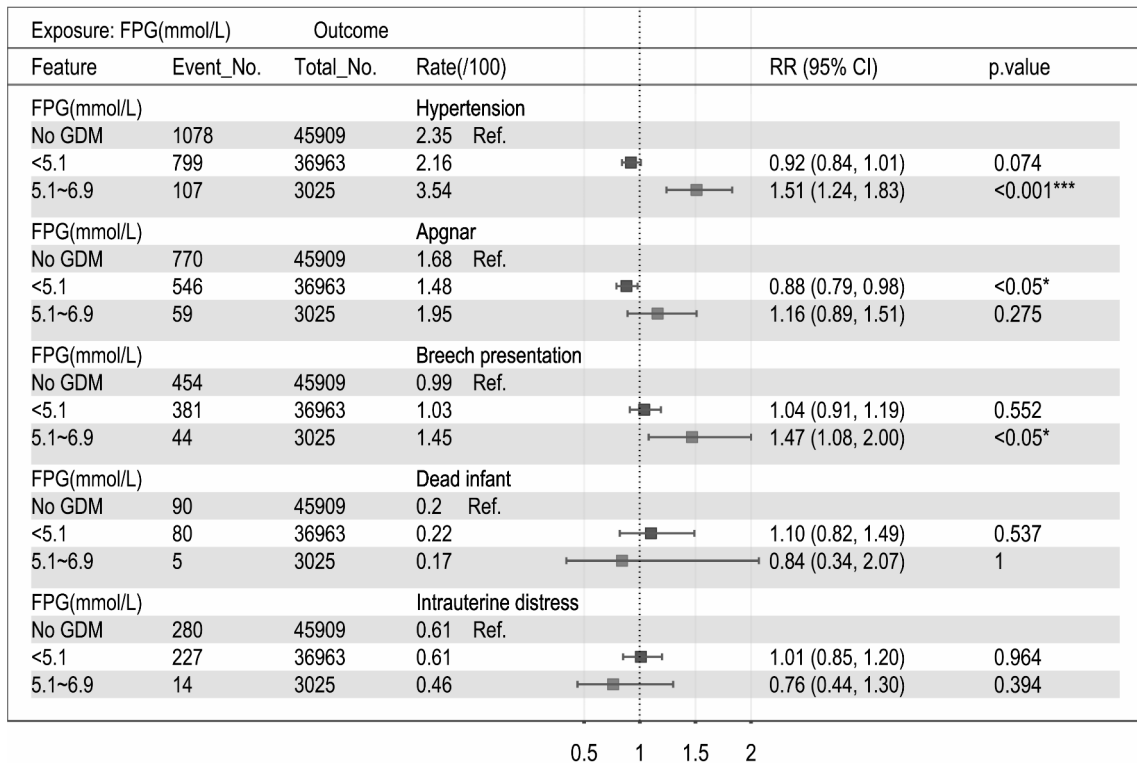 Exposure: FPG(mmol/L) Outcome
Feature Event_No. Total_No. Rate(/100) RR (95% CI) p.value
FPG(mmol/L) Hypertension
No GDM 1078 45909 2.35 Ref.
<5.1 799 36963 2.16 0.92 (0.84, 1.01) 0.074
5.1~6.9 107 3025 3.54 1.51 (1.24, 1.83) <0.001***
FPG(mmol/L) Apgnar
No GDM 770 45909 1.68 Ref.
<5.1 546 36963 1.48 0.88 (0.79, 0.98) <0.05*
5.1~6.9 59 3025 1.95 1.16 (0.89, 1.51) 0.275
FPG(mmol/L) Breech presentation
No GDM 454 45909 0.99 Ref.
<5.1 381 36963 1.03 1.04 (0.91, 1.19) 0.552
5.1~6.9 44 3025 1.45 1.47 (1.08, 2.00) <0.05*
FPG(mmol/L) Dead infant
No GDM 90 45909 0.2 Ref.
<5.1 80 36963 0.22 1.10 (0.82, 1.49) 0.537
5.1~6.9 5 3025 0.17 0.84 (0.34, 2.07) 1
FPG(mmol/L) Intrauterine distress
No GDM 280 45909 0.61 Ref.
<5.1 227 36963 0.61 1.01 (0.85, 1.20) 0.964
5.1~6.9 14 3025 0.46 0.76 (0.44, 1.30) 0.394
0.5 1 1.5 2